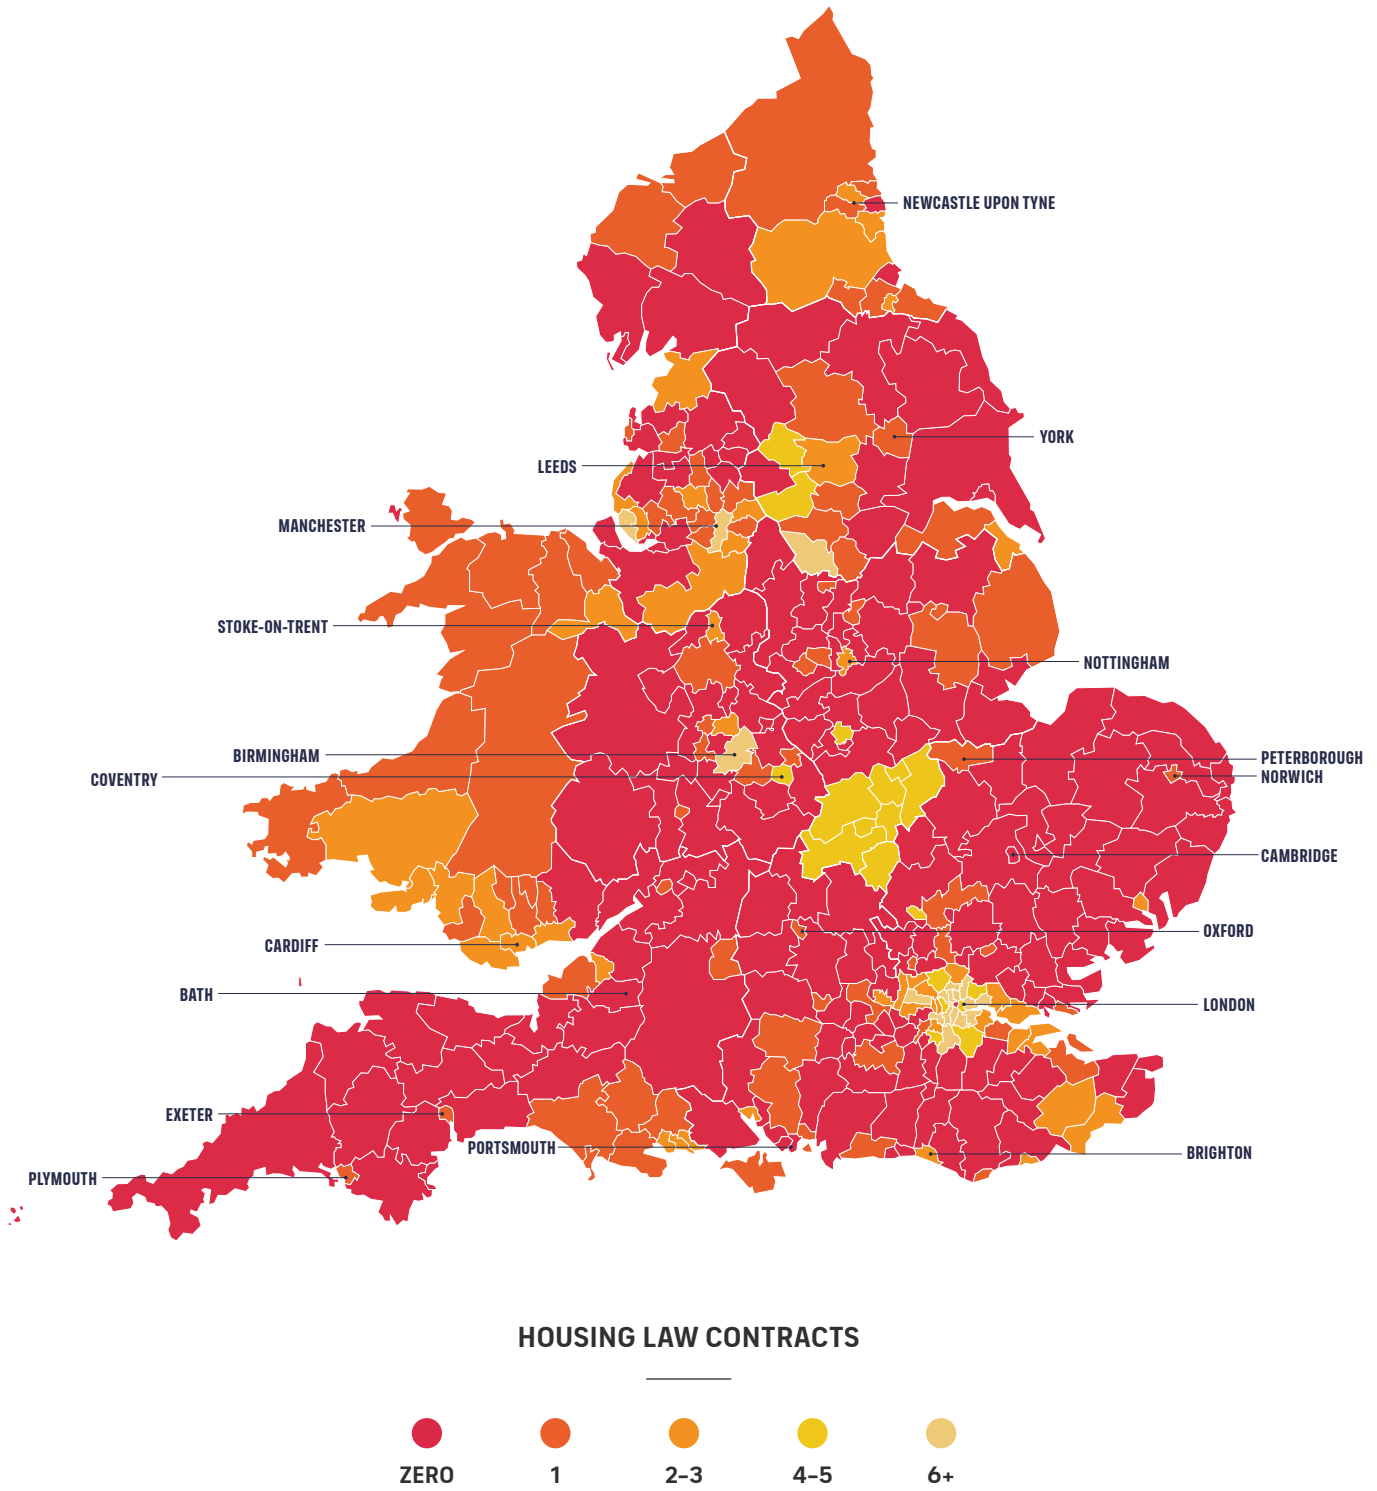 NEWCASTLE UPON TYNE
YORK
LEEDS
MANCHESTER
STOKE-ON-TRENT
NOTTINGHAM
BIRMINGHAM
PETERBOROUGH
COVENTRY
NORWICH
CAMBRIDGE
OXFORD
CARDIFF
BATH
LONDON
EXETER
PORTSMOUTH
BRIGHTON
PLYMOUTH
HOUSING LAW CONTRACTS
ZERO
1
2–3
4–5
6+